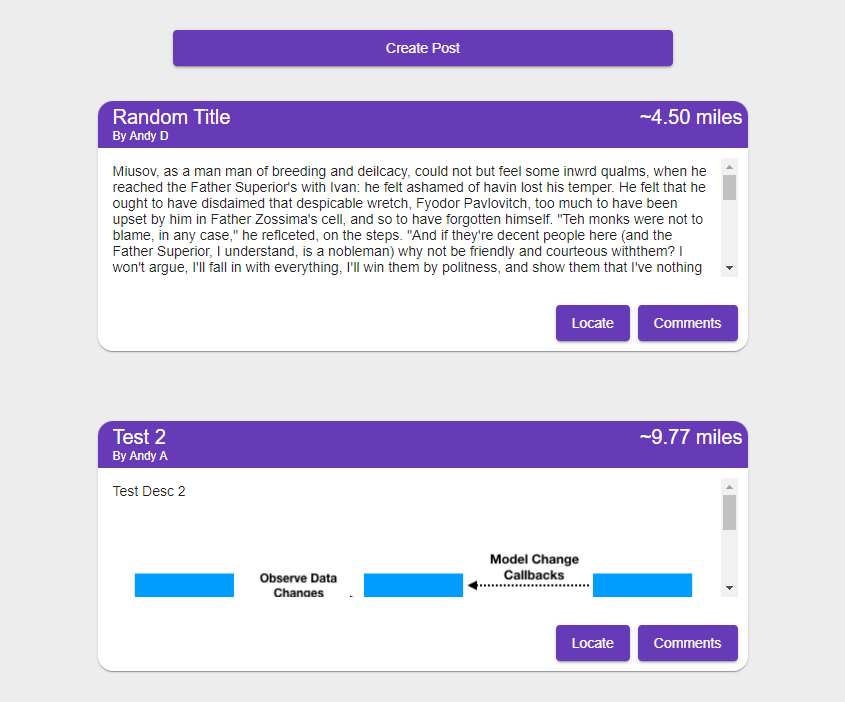 Create Post
Random Title
~4.50 miles
By Andy D
Miusov, as a man man of breeding and deilcacy, could not but feel some inwrd qualms, when he
reached the Father Superior's with Ivan: he felt ashamed of havin lost his temper. He felt that he
ought to have disdaimed that despicable wretch, Fyodor Pavlovitch, too much to have been
upset by him in Father Zossima's cell, and so to have forgotten himself. "Teh monks were not to
blame, in any case," he reflceted, on the steps. "And if they're decent people here (and the
Father Superior, I understand, is a nobleman) why not be friendly and courteous withthem? I
won't argue, I'll fall in with everything, I'll win them by politness, and show them that I've nothing
Locate
Comments
Test 2
~9.77 miles
By Andy A
Test Desc 2
Model Change
Callbacks
Observe Data
Changes
Locate
Comments